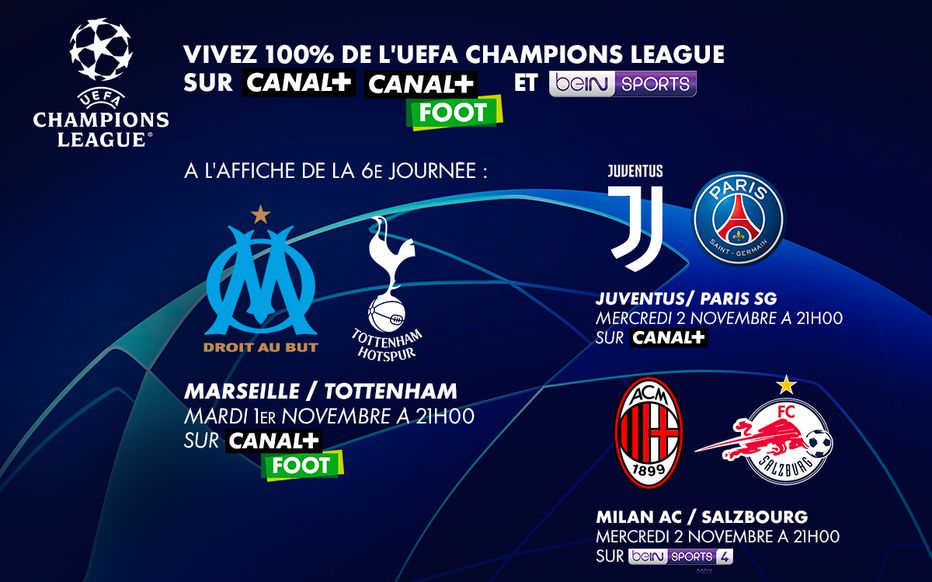 UEFA
CHAMPIONS
LEAGUE®
VIVEZ 100% DE L'UEFA CHAMPIONS LEAGUE
SUR CANAL+ CANAL+ ET beIN SPORTS
FOOT
A L'AFFICHE DE LA 6E JOURNÉE :
DROIT AU BUT
TOTTENHAM
HOTSPUR
MARSEILLE / TOTTENHAM
MARDI 1ER NOVEMBRE A 21H00
SUR CANAL+
FOOT
JUVENTUS
PARIS
SAINT-GERMAIN
JUVENTUS/ PARIS SG
MERCREDI 2 NOVEMBRE A 21H00
SUR CANAL+
ACM
1899
FC
SALZBURG
MILAN AC / SALZBOURG
MERCREDI 2 NOVEMBRE A 21H00
SUR beIN SPORTS 4
MAX